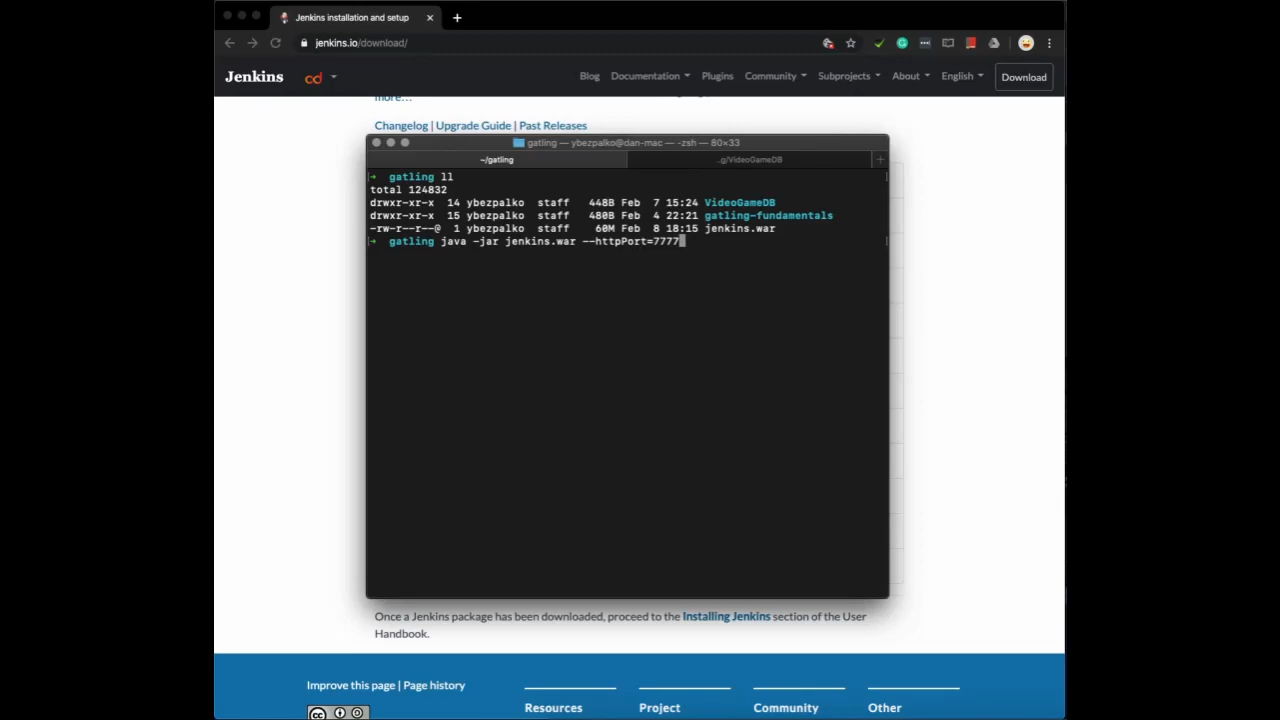 Jenkins installation and setup
jenkins.io/download/
Jenkins cd Blog Documentation Plugins Community Subprojects About English Download
more…
Changelog | Upgrade Guide | Past Releases
gatling — ybezpalko@dan-mac — -zsh — 80×33
~/gatling ..g/VideoGameDB
gatling ll
total 124832
drwxr-xr-x 14 ybezpalko staff 448B Feb 7 15:24 VideoGameDB
drwxr-xr-x 15 ybezpalko staff 480B Feb 4 22:21 gatling-fundamentals
-rw-r--r--@ 1 ybezpalko staff 60M Feb 8 18:15 jenkins.war
gatling java -jar jenkins.war --httpPort=7777
Once a Jenkins package has been downloaded, proceed to the Installing Jenkins section of the User
Handbook.
Improve this page | Page history
Resources Project Community Other